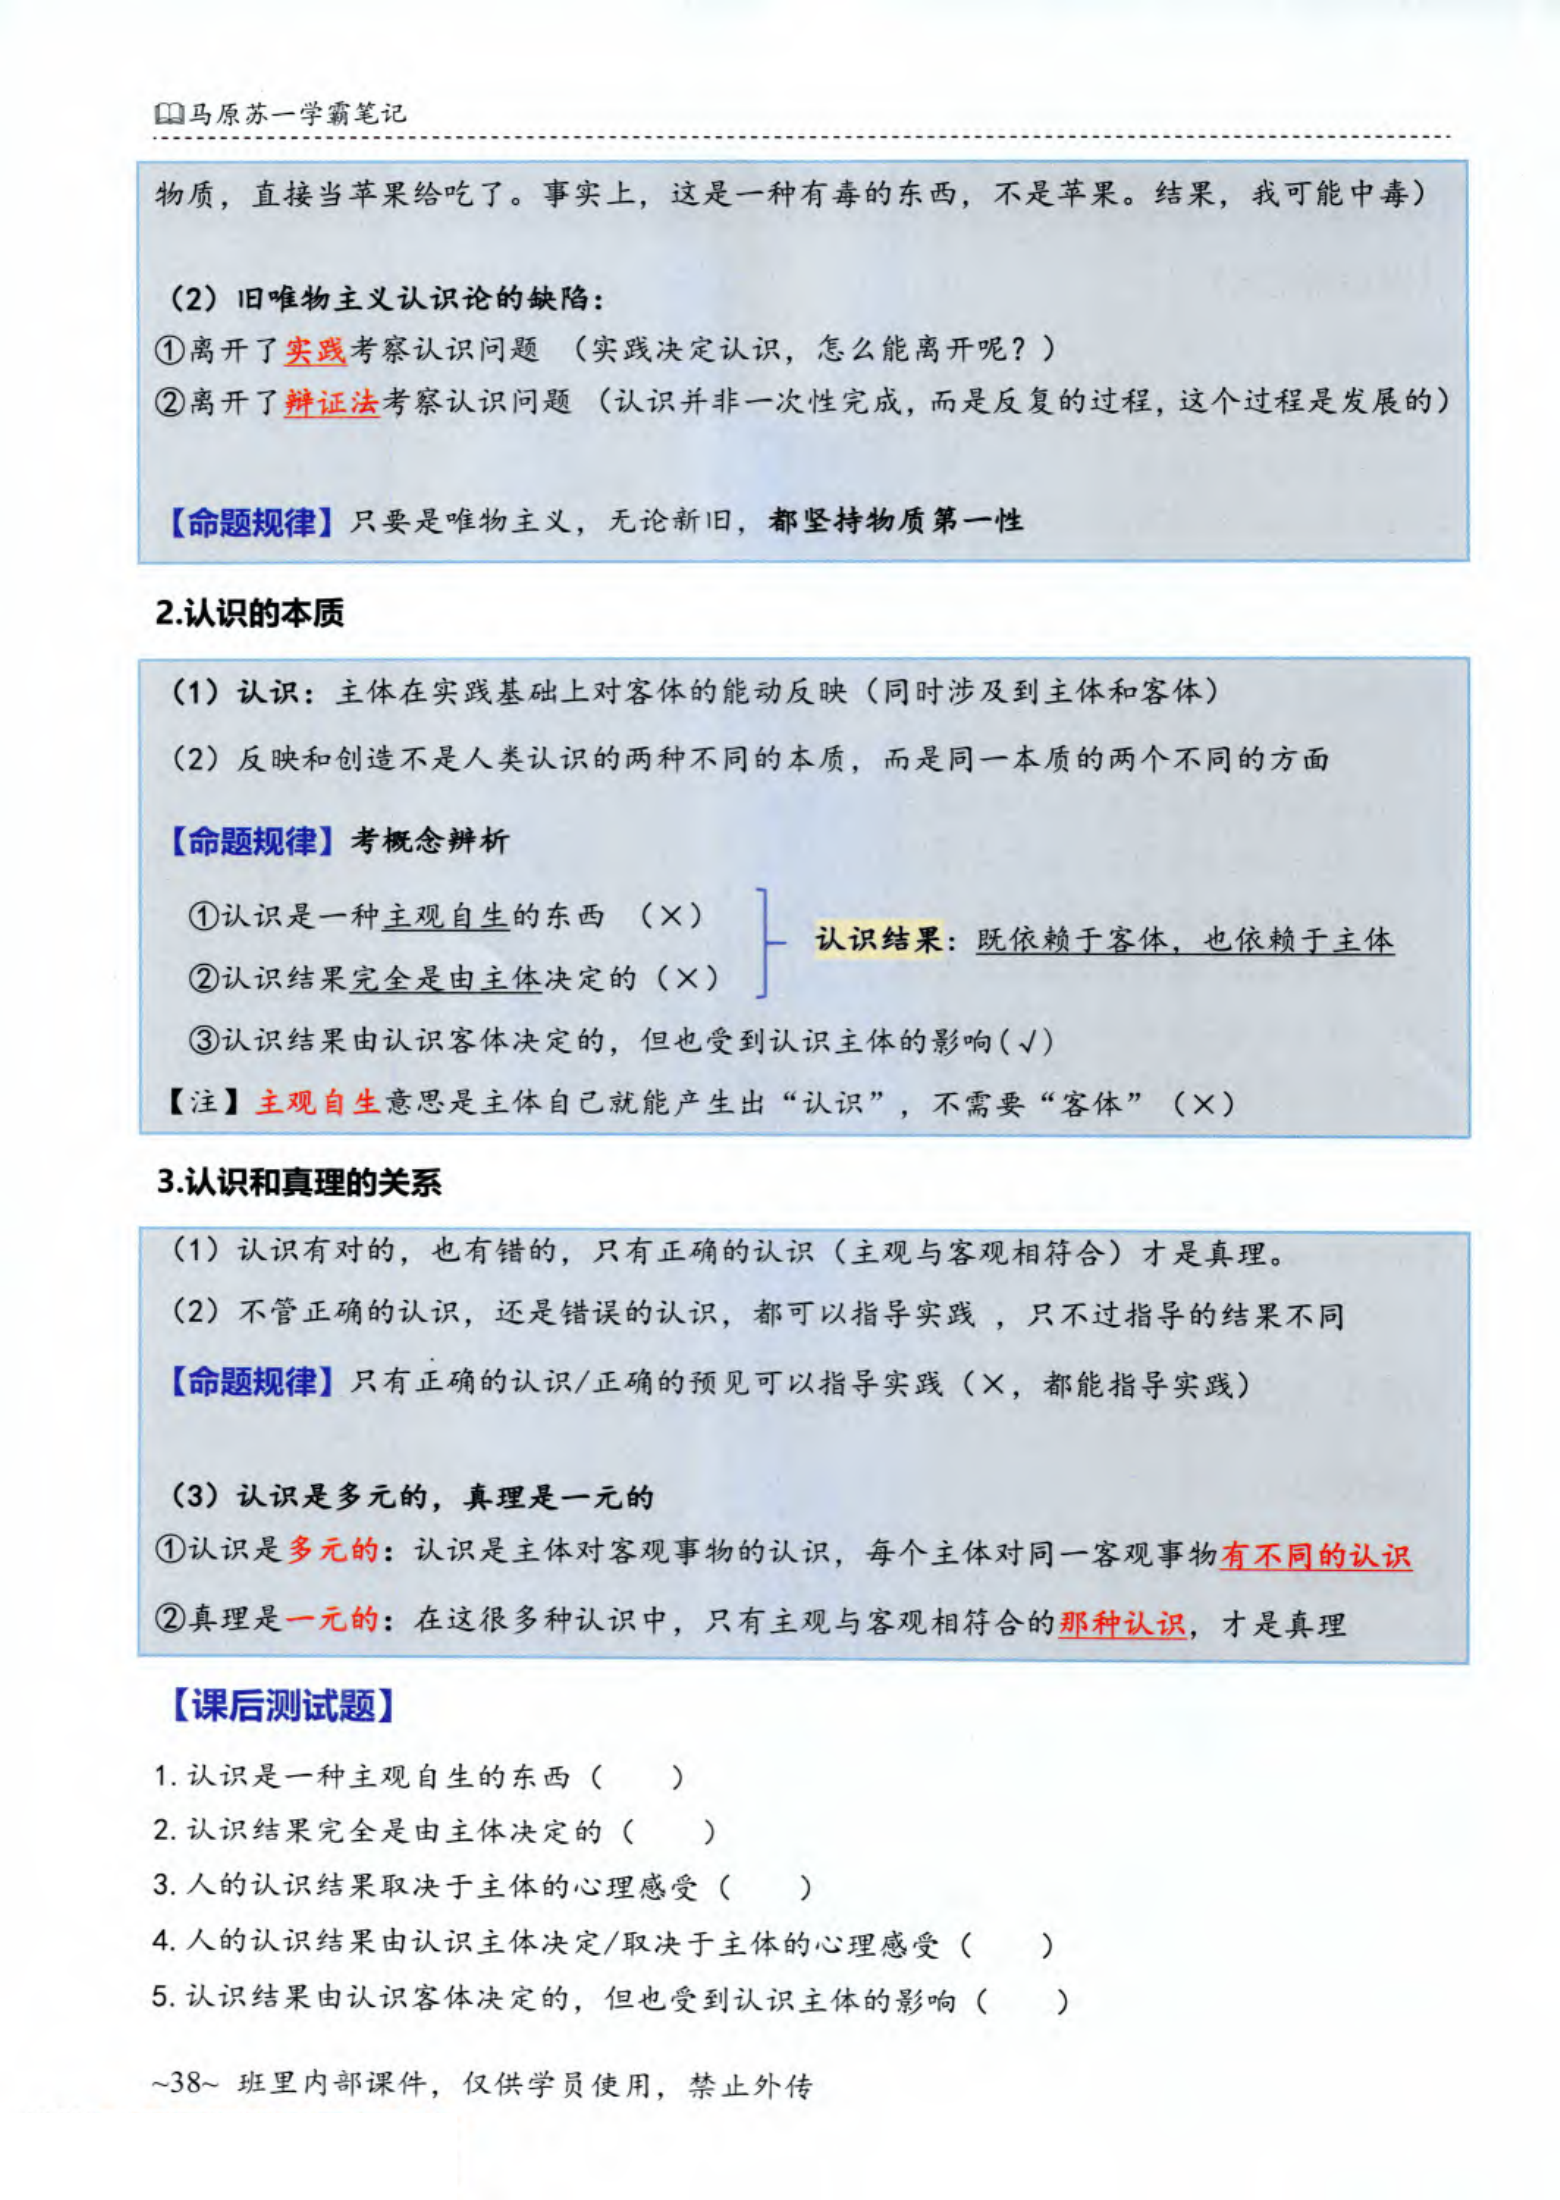 马原苏一学霸笔记
物质，直接当苹果给吃了。事实上，这是一种有毒的东西，不是苹果。结果，我可能中毒）
（2）旧唯物主义认识论的缺陷：
①离开了实践考察认识问题 （实践决定认识，怎么能离开呢？）
②离开了辩证法考察认识问题 （认识并非一次性完成，而是反复的过程，这个过程是发展的）
【命题规律】只要是唯物主义，无论新旧，都坚持物质第一性
2.认识的本质
（1）认识：主体在实践基础上对客体的能动反映（同时涉及到主体和客体）
（2）反映和创造不是人类认识的两种不同的本质，而是同一本质的两个不同的方面
【命题规律】考概念辨析
①认识是一种主观自生的东西 （×）
②认识结果完全是由主体决定的（×）
认识结果：既依赖于客体，也依赖于主体
③认识结果由认识客体决定的，但也受到认识主体的影响(√)
【注】主观自生意思是主体自己就能产生出“认识”，不需要“客体”（×）
3.认识和真理的关系
（1）认识有对的，也有错的，只有正确的认识（主观与客观相符合）才是真理。
（2）不管正确的认识，还是错误的认识，都可以指导实践 ，只不过指导的结果不同
【命题规律】只有正确的认识/正确的预见可以指导实践（×，都能指导实践）
（3）认识是多元的，真理是一元的
①认识是多元的：认识是主体对客观事物的认识，每个主体对同一客观事物有不同的认识
②真理是一元的：在这很多种认识中，只有主观与客观相符合的那种认识，才是真理
【课后测试题】
1.认识是一种主观自生的东西（ ）
2.认识结果完全是由主体决定的（ ）
3.人的认识结果取决于主体的心理感受（ ）
4.人的认识结果由认识主体决定/取决于主体的心理感受（ ）
5.认识结果由认识客体决定的，但也受到认识主体的影响（ ）
~38~ 班里内部课件，仅供学员使用，禁止外传